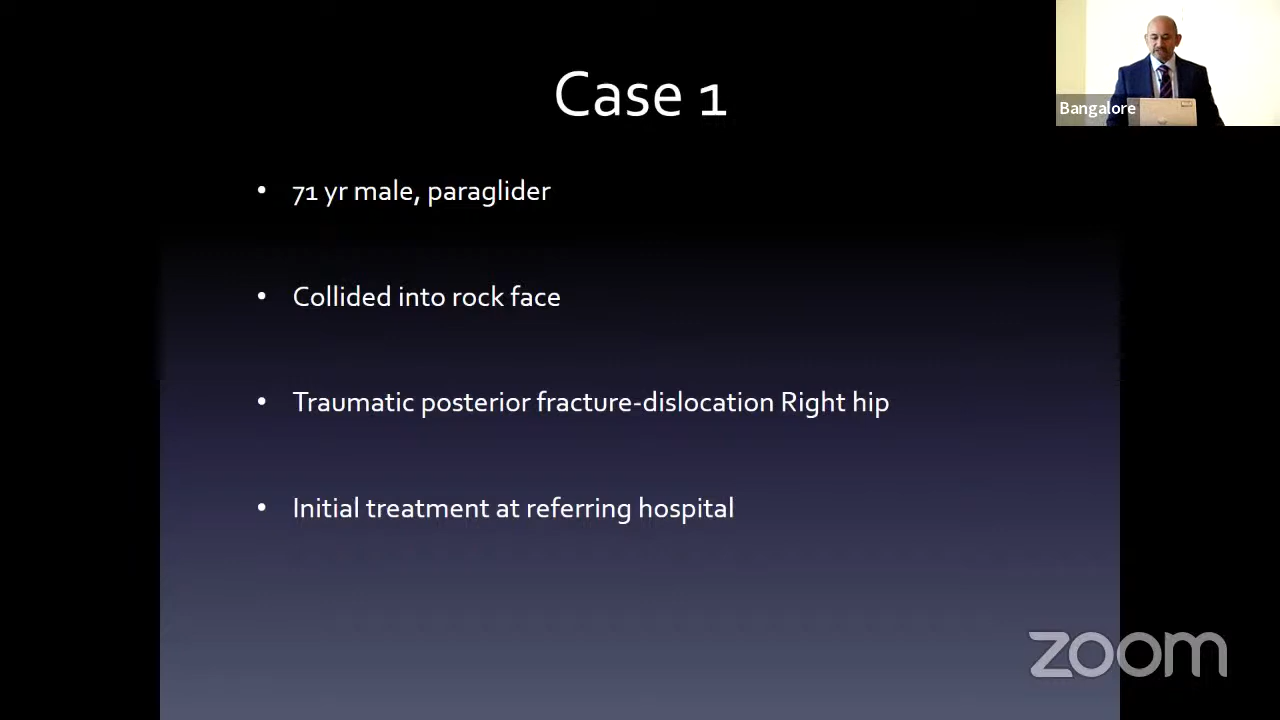 Case 1
Bangalore
• 71 yr male, paraglider
• Collided into rock face
• Traumatic posterior fracture-dislocation Right hip
• Initial treatment at referring hospital
zoom